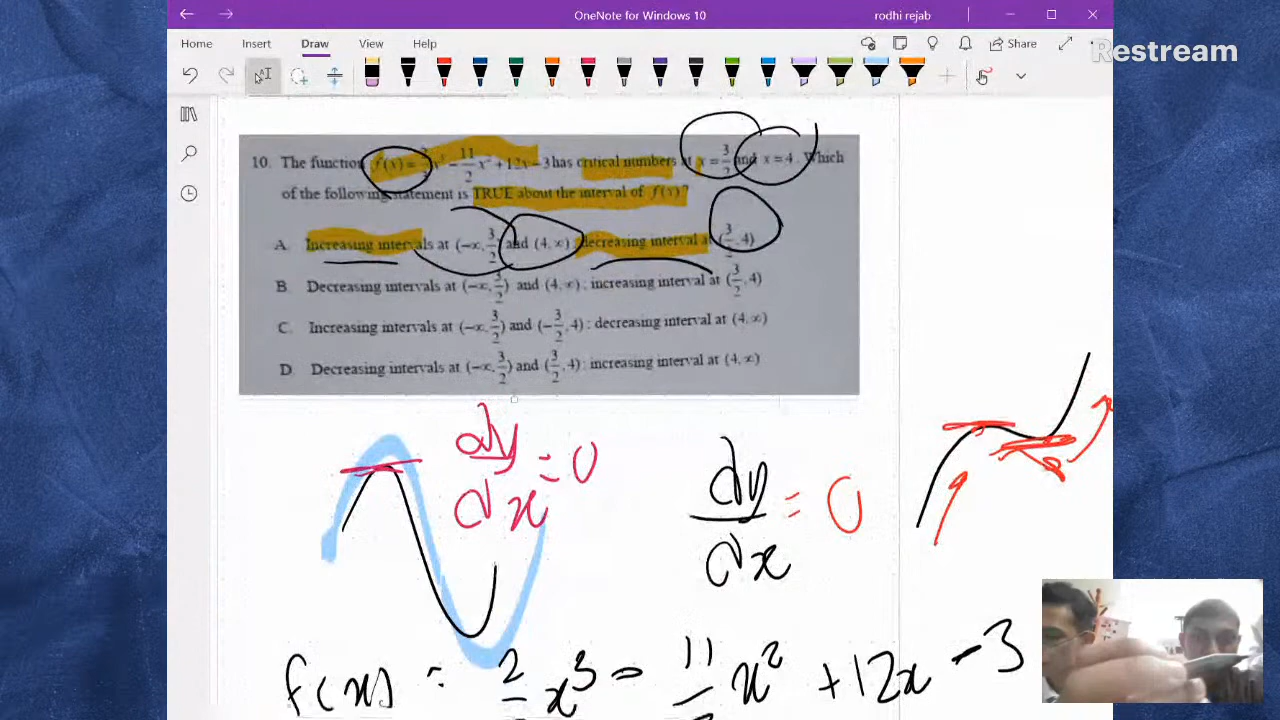 OneNote for Windows 10
rodhi rejab
Restream
Home Insert Draw View Help
Share
10. The function f(x) = x³ − 11/2 x² + 12x − 3 has critical numbers at x = 3/2 and x = 4. Which
of the following statement is TRUE about the interval of f(x)?
A. Increasing intervals at (−∞, 3/2) and (4, ∞) ; decreasing interval at (3/2, 4)
B. Decreasing intervals at (−∞, 3/2) and (4, ∞) ; increasing interval at (3/2, 4)
C. Increasing intervals at (−∞, 3/2) and (−3/2, 4) ; decreasing interval at (4, ∞)
D. Decreasing intervals at (−∞, 3/2) and (3/2, 4) ; increasing interval at (4, ∞)
dy/dx = 0
dy/dx = 0
f(x) = 2 x³ − 11 x² + 12x − 3